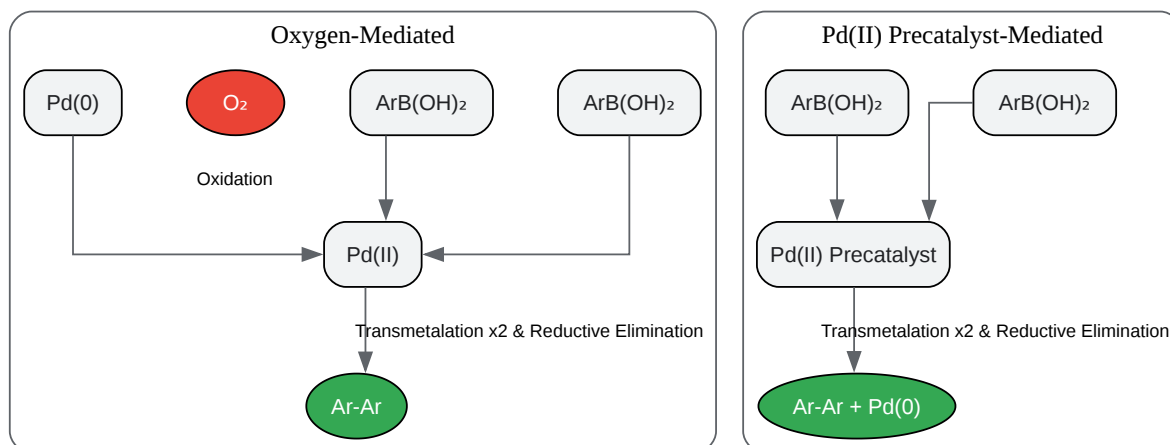 Oxygen-Mediated
Pd(0)
O₂
ArB(OH)₂
ArB(OH)₂
Oxidation
Pd(II)
Transmetalation x2 & Reductive Elimination
Ar-Ar
Pd(II) Precatalyst-Mediated
ArB(OH)₂
ArB(OH)₂
Pd(II) Precatalyst
Transmetalation x2 & Reductive Elimination
Ar-Ar + Pd(0)